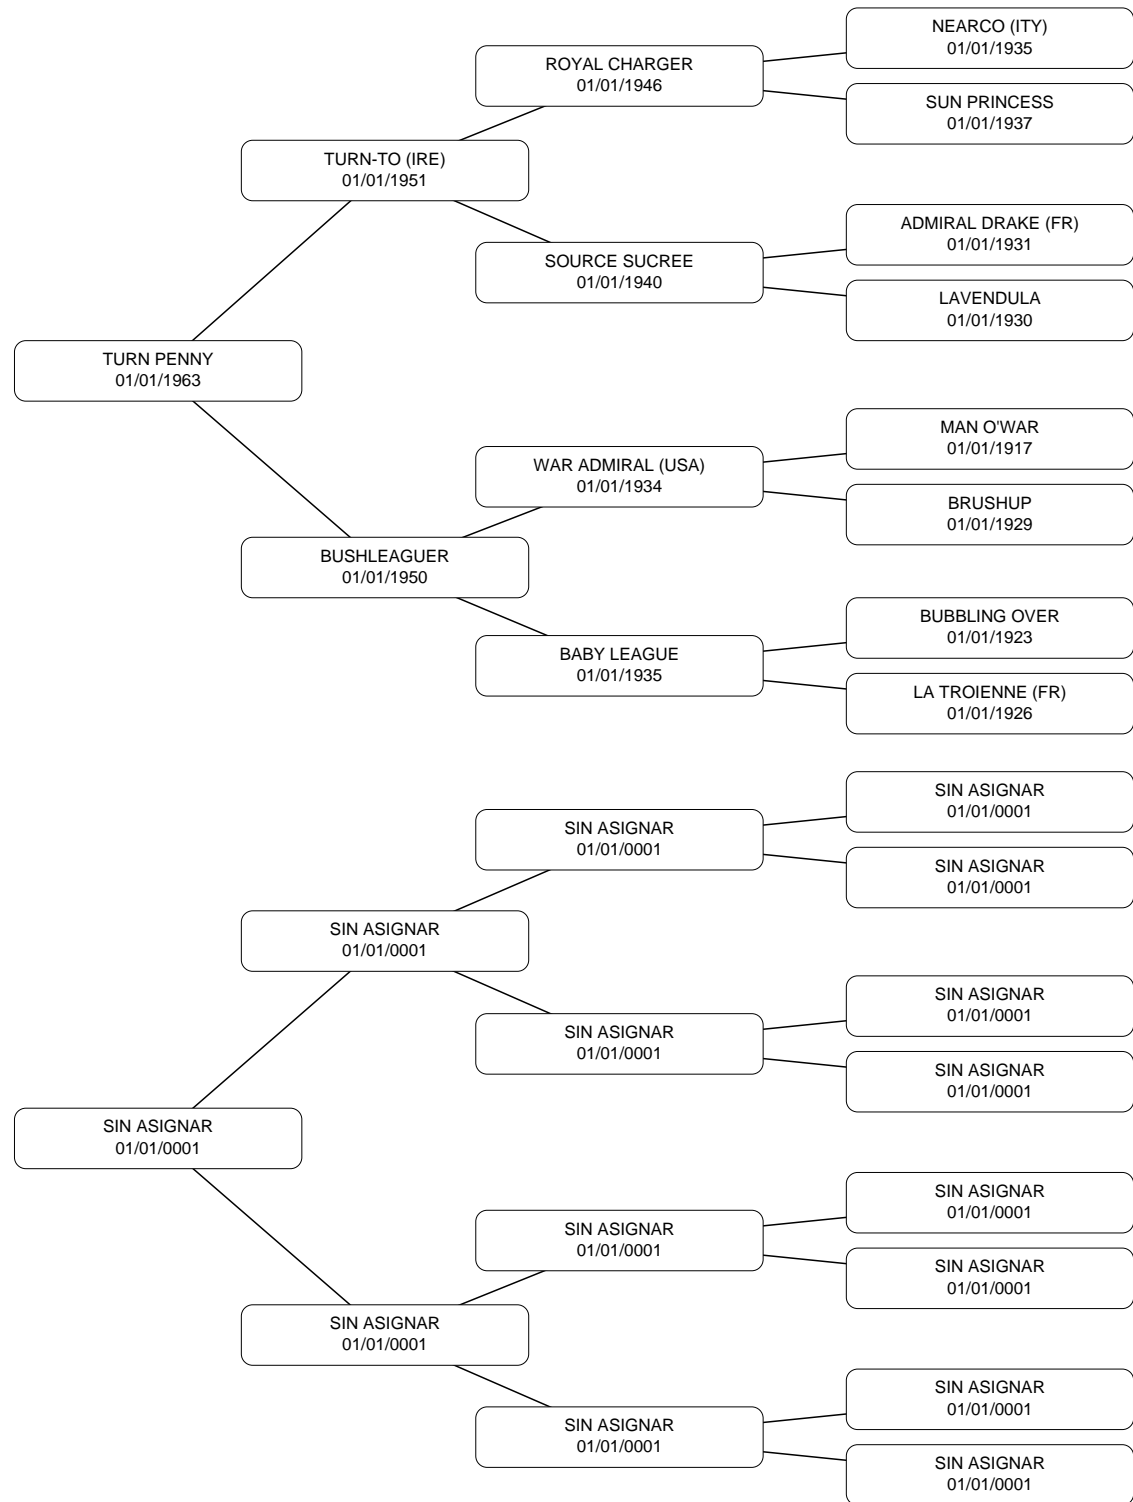 NEARCO (ITY)
01/01/1935
ROYAL CHARGER
01/01/1946
SUN PRINCESS
01/01/1937
TURN-TO (IRE)
01/01/1951
ADMIRAL DRAKE (FR)
01/01/1931
SOURCE SUCREE
01/01/1940
LAVENDULA
01/01/1930
TURN PENNY
01/01/1963
MAN O'WAR
01/01/1917
WAR ADMIRAL (USA)
01/01/1934
BRUSHUP
01/01/1929
BUSHLEAGUER
01/01/1950
BUBBLING OVER
01/01/1923
BABY LEAGUE
01/01/1935
LA TROIENNE (FR)
01/01/1926
SIN ASIGNAR
01/01/0001
SIN ASIGNAR
01/01/0001
SIN ASIGNAR
01/01/0001
SIN ASIGNAR
01/01/0001
SIN ASIGNAR
01/01/0001
SIN ASIGNAR
01/01/0001
SIN ASIGNAR
01/01/0001
SIN ASIGNAR
01/01/0001
SIN ASIGNAR
01/01/0001
SIN ASIGNAR
01/01/0001
SIN ASIGNAR
01/01/0001
SIN ASIGNAR
01/01/0001
SIN ASIGNAR
01/01/0001
SIN ASIGNAR
01/01/0001
SIN ASIGNAR
01/01/0001